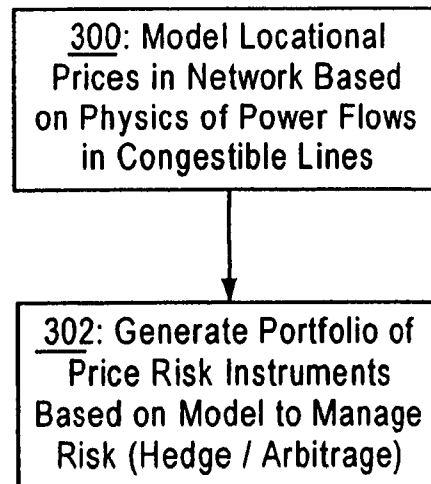 300: Model Locational
Prices in Network Based
on Physics of Power Flows
in Congestible Lines
302: Generate Portfolio of
Price Risk Instruments
Based on Model to Manage
Risk (Hedge / Arbitrage)